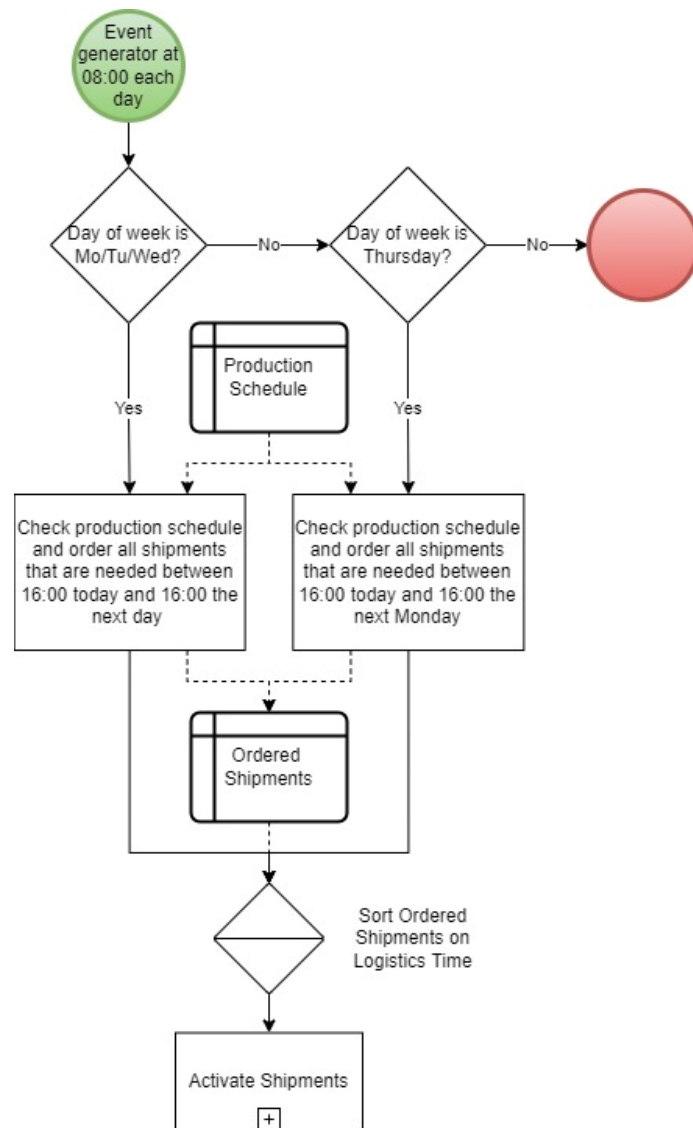 Event
generator at
08:00 each
day
Day of week is
Mo/Tu/Wed?
No
Day of week is
Thursday?
No
Production
Schedule
Yes
Yes
Check production schedule
and order all shipments
that are needed between
16:00 today and 16:00 the
next day
Check production schedule
and order all shipments
that are needed between
16:00 today and 16:00 the
next Monday
Ordered
Shipments
Sort Ordered
Shipments on
Logistics Time
Activate Shipments
+